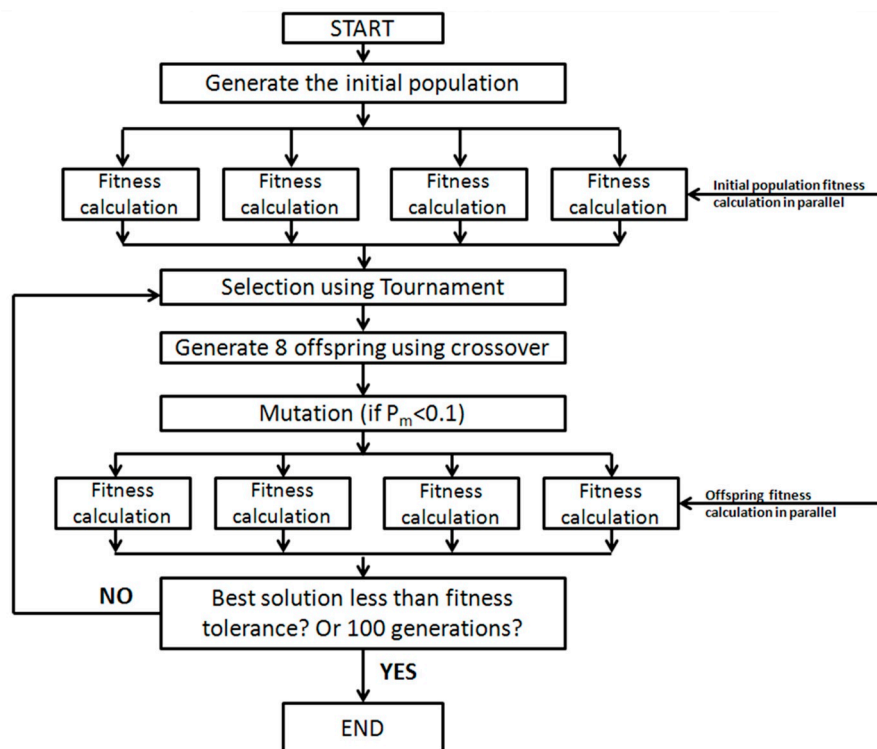 START
Generate the initial population
Fitness
calculation
Fitness
calculation
Fitness
calculation
Fitness
calculation
Initial population fitness
calculation in parallel
Selection using Tournament
Generate 8 offspring using crossover
Mutation (if Pm<0.1)
Fitness
calculation
Fitness
calculation
Fitness
calculation
Fitness
calculation
Offspring fitness
calculation in parallel
NO
Best solution less than fitness
tolerance? Or 100 generations?
YES
END